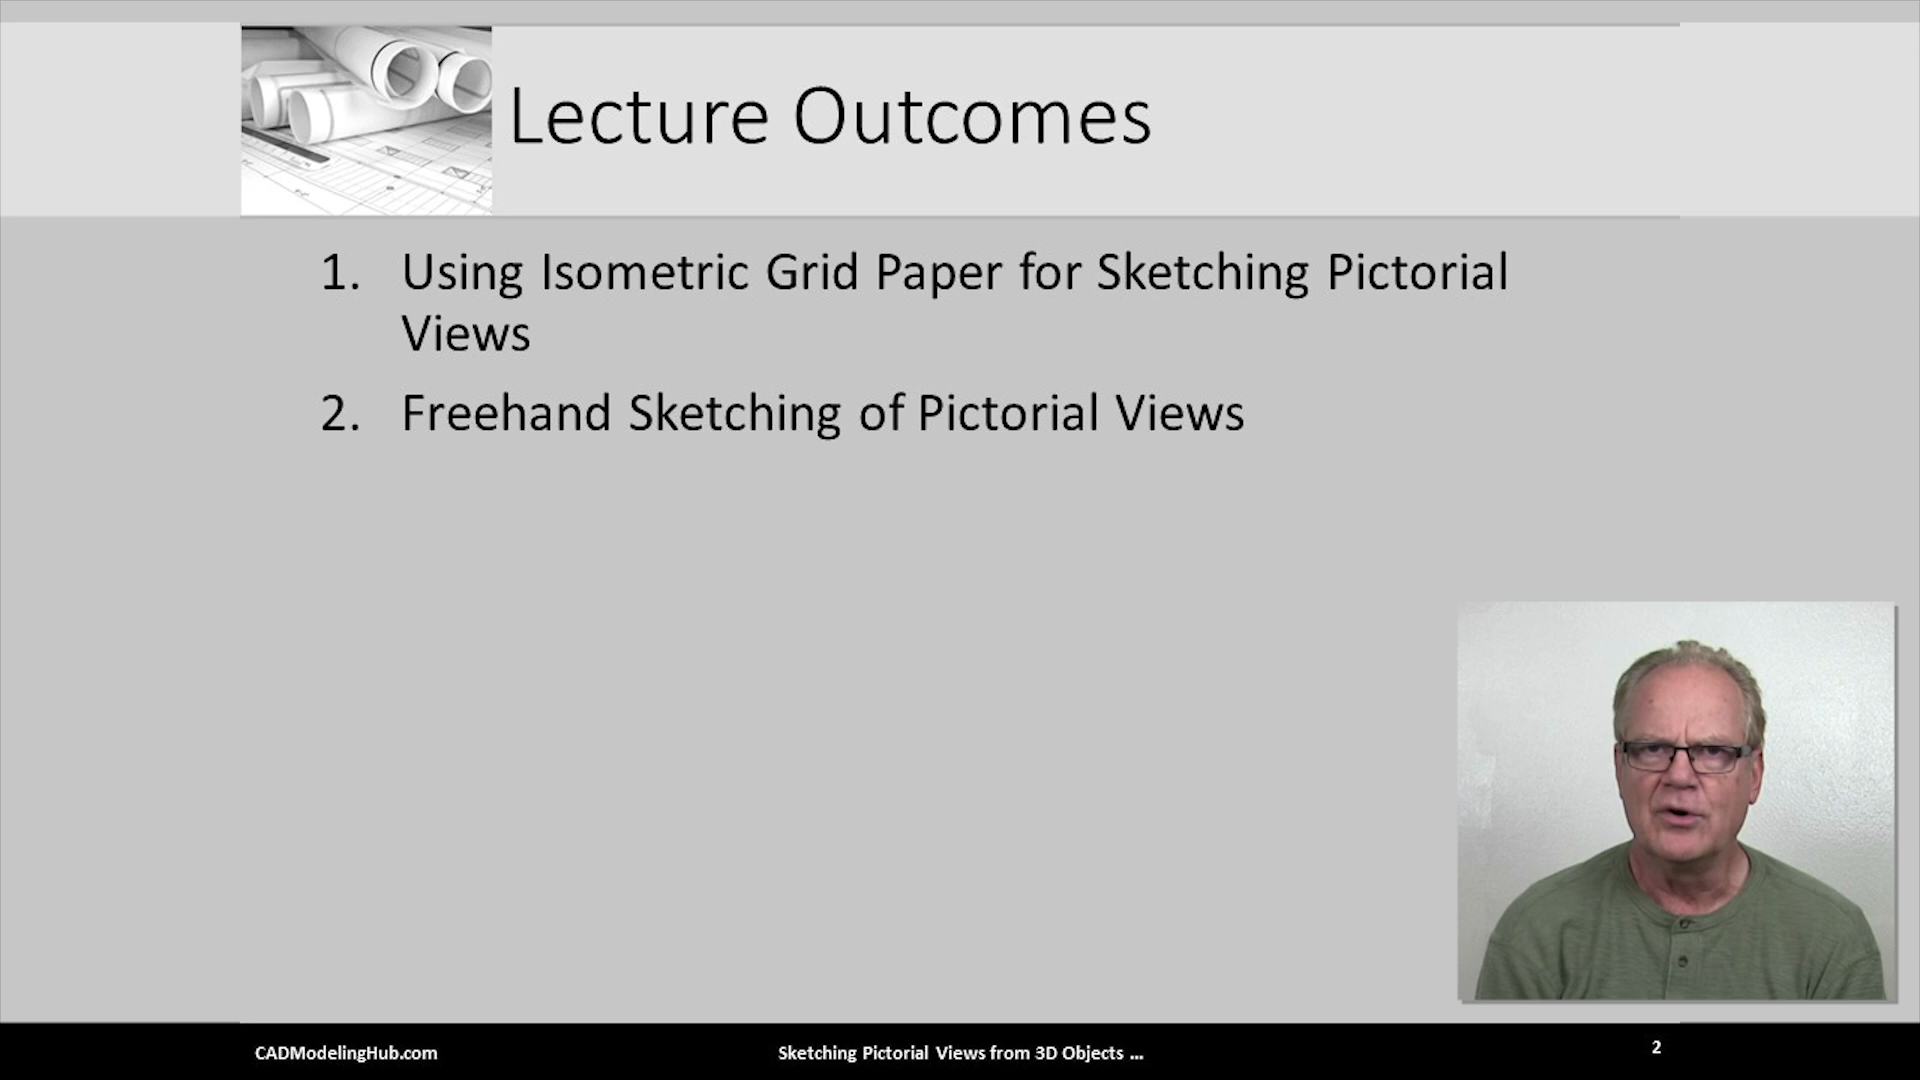 Lecture Outcomes
1. Using Isometric Grid Paper for Sketching Pictorial
Views
2. Freehand Sketching of Pictorial Views
CADModelingHub.com
Sketching Pictorial Views from 3D Objects ...
2